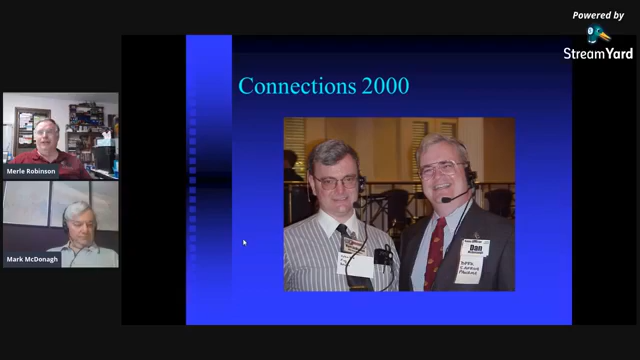 Powered by
StreamYard
Connections 2000
Merle Robinson
Mark McDonagh
Dan